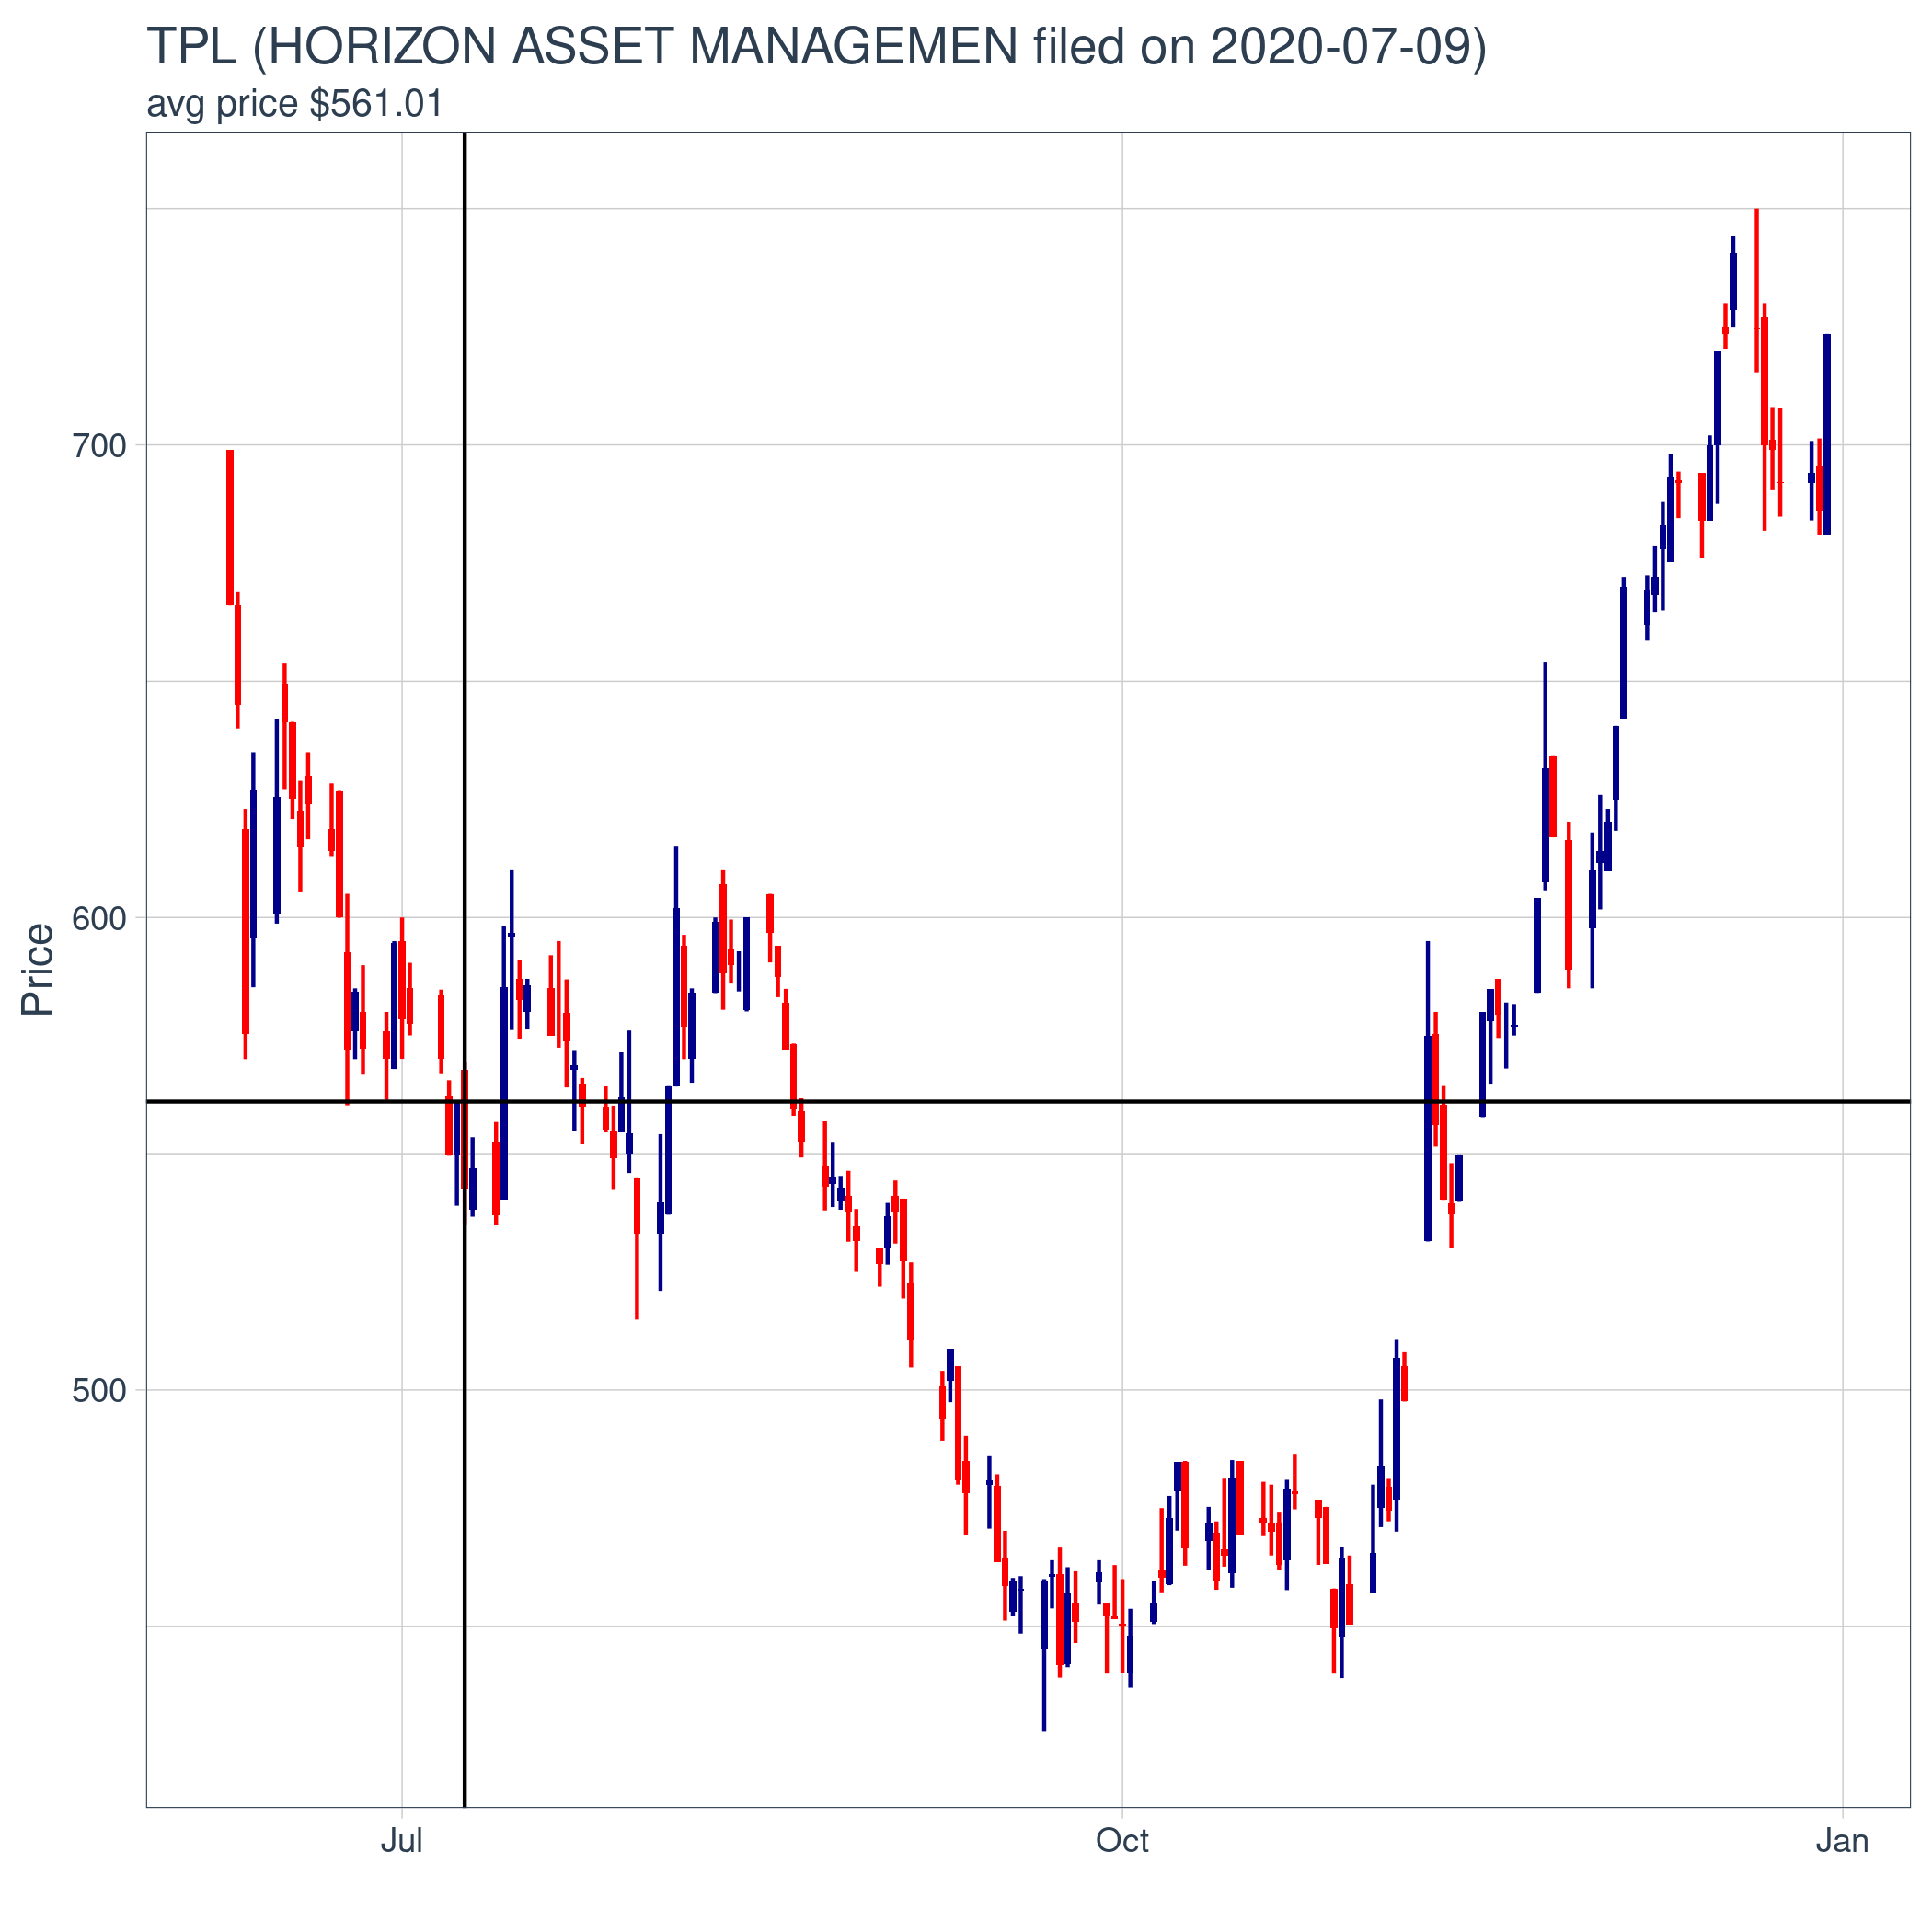 TPL (HORIZON ASSET MANAGEMEN filed on 2020-07-09)
avg price $561.01
Price
700
600
500
Jul
Oct
Jan